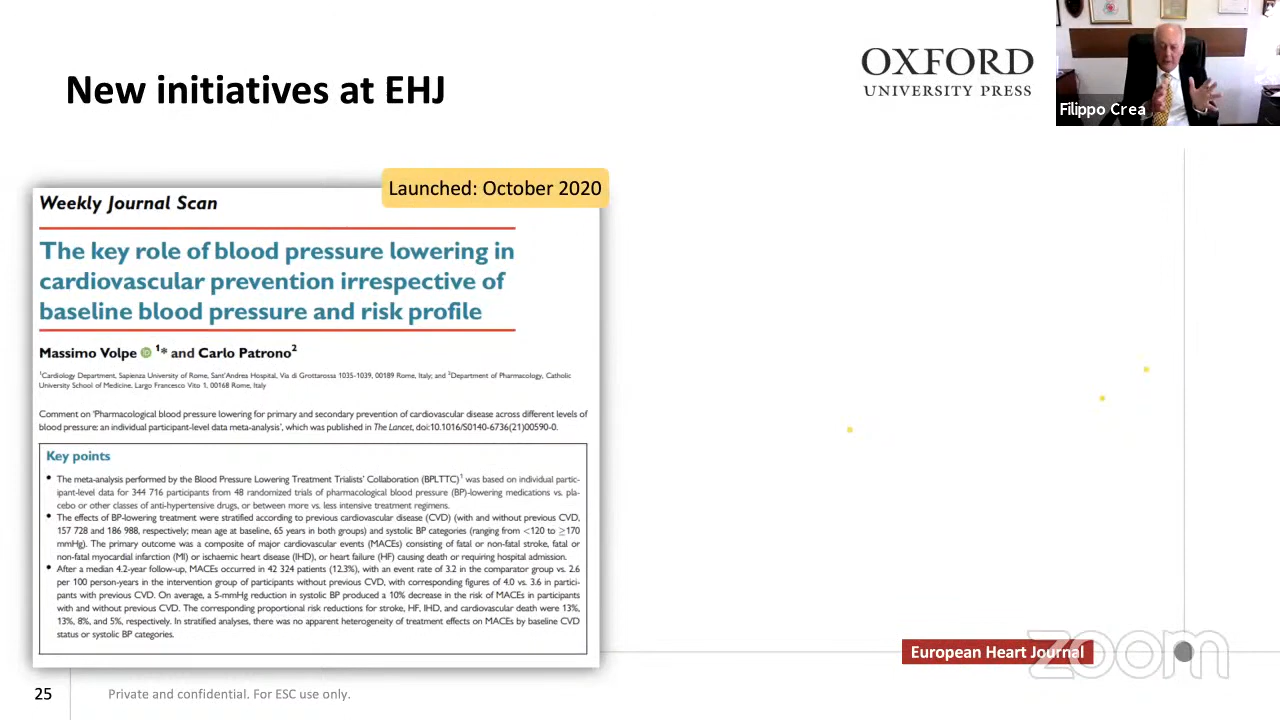 New initiatives at EHJ
OXFORD
UNIVERSITY PRESS
Filippo Crea
Launched: October 2020
Weekly Journal Scan
The key role of blood pressure lowering in
cardiovascular prevention irrespective of
baseline blood pressure and risk profile
Massimo Volpe 1* and Carlo Patrono2
1Cardiology Department, Sapienza University of Rome, Sant'Andrea Hospital, Via di Grottarossa 1035-1039, 00189 Rome, Italy; and 2Department of Pharmacology, Catholic
University School of Medicine, Largo Francesco Vito 1, 00168 Rome, Italy
Comment on 'Pharmacological blood pressure lowering for primary and secondary prevention of cardiovascular disease across different levels of
blood pressure: an individual participant-level data meta-analysis', which was published in The Lancet, doi:10.1016/S0140-6736(21)00590-0.
Key points
• The meta-analysis performed by the Blood Pressure Lowering Treatment Trialists' Collaboration (BPLTTC)1 was based on individual partic-
ipant-level data for 344 716 participants from 48 randomized trials of pharmacological blood pressure (BP)-lowering medications vs. pla-
cebo or other classes of anti-hypertensive drugs, or between more vs. less intensive treatment regimens.
• The effects of BP-lowering treatment were stratified according to previous cardiovascular disease (CVD) (with and without previous CVD,
157 728 and 186 988, respectively; mean age at baseline, 65 years in both groups) and systolic BP categories (ranging from <120 to ≥170
mmHg). The primary outcome was a composite of major cardiovascular events (MACEs) consisting of fatal or non-fatal stroke, fatal or
non-fatal myocardial infarction (MI) or ischaemic heart disease (IHD), or heart failure (HF) causing death or requiring hospital admission.
• After a median 4.2-year follow-up, MACEs occurred in 42 324 patients (12.3%), with an event rate of 3.2 in the comparator group vs. 2.6
per 100 person-years in the intervention group of participants without previous CVD, with corresponding figures of 4.0 vs. 3.6 in partici-
pants with previous CVD. On average, a 5-mmHg reduction in systolic BP produced a 10% decrease in the risk of MACEs in participants
with and without previous CVD. The corresponding proportional risk reductions for stroke, HF, IHD, and cardiovascular death were 13%,
13%, 8%, and 5%, respectively. In stratified analyses, there was no apparent heterogeneity of treatment effects on MACEs by baseline CVD
status or systolic BP categories.
European Heart Journal
zoom
25
Private and confidential. For ESC use only.